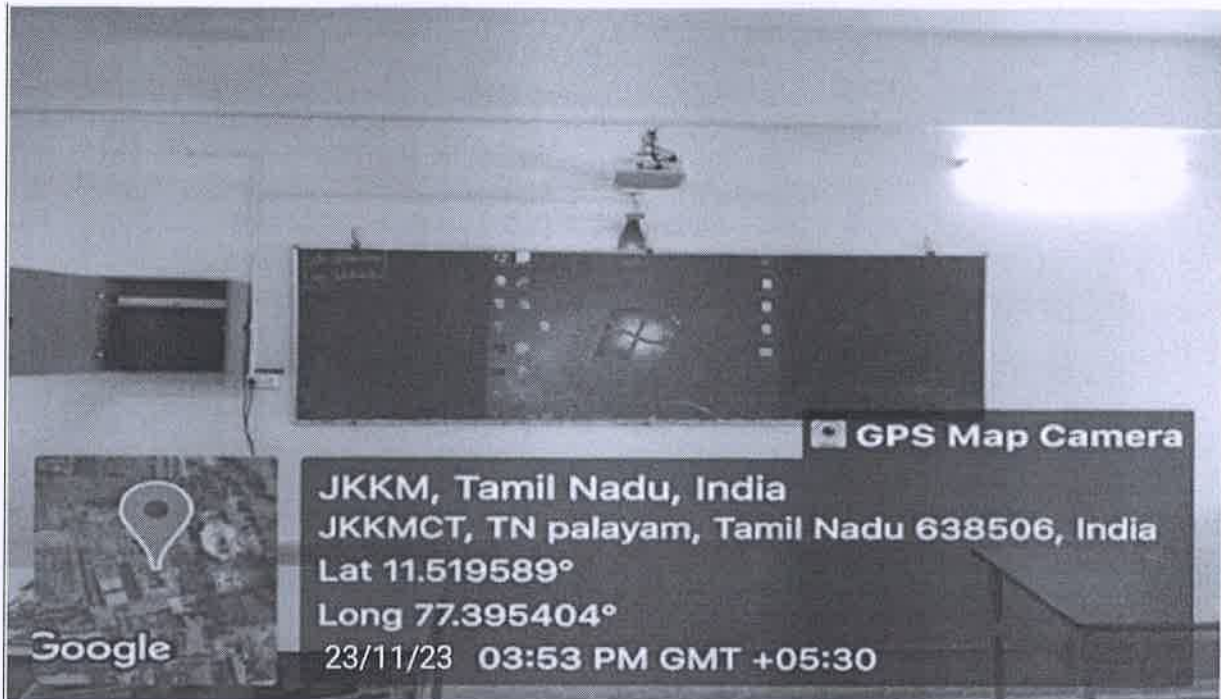 GPS Map Camera
JKKM, Tamil Nadu, India
JKKMCT, TN palayam, Tamil Nadu 638506, India
Lat 11.519589°
Long 77.395404°
23/11/23 03:53 PM GMT +05:30
Google